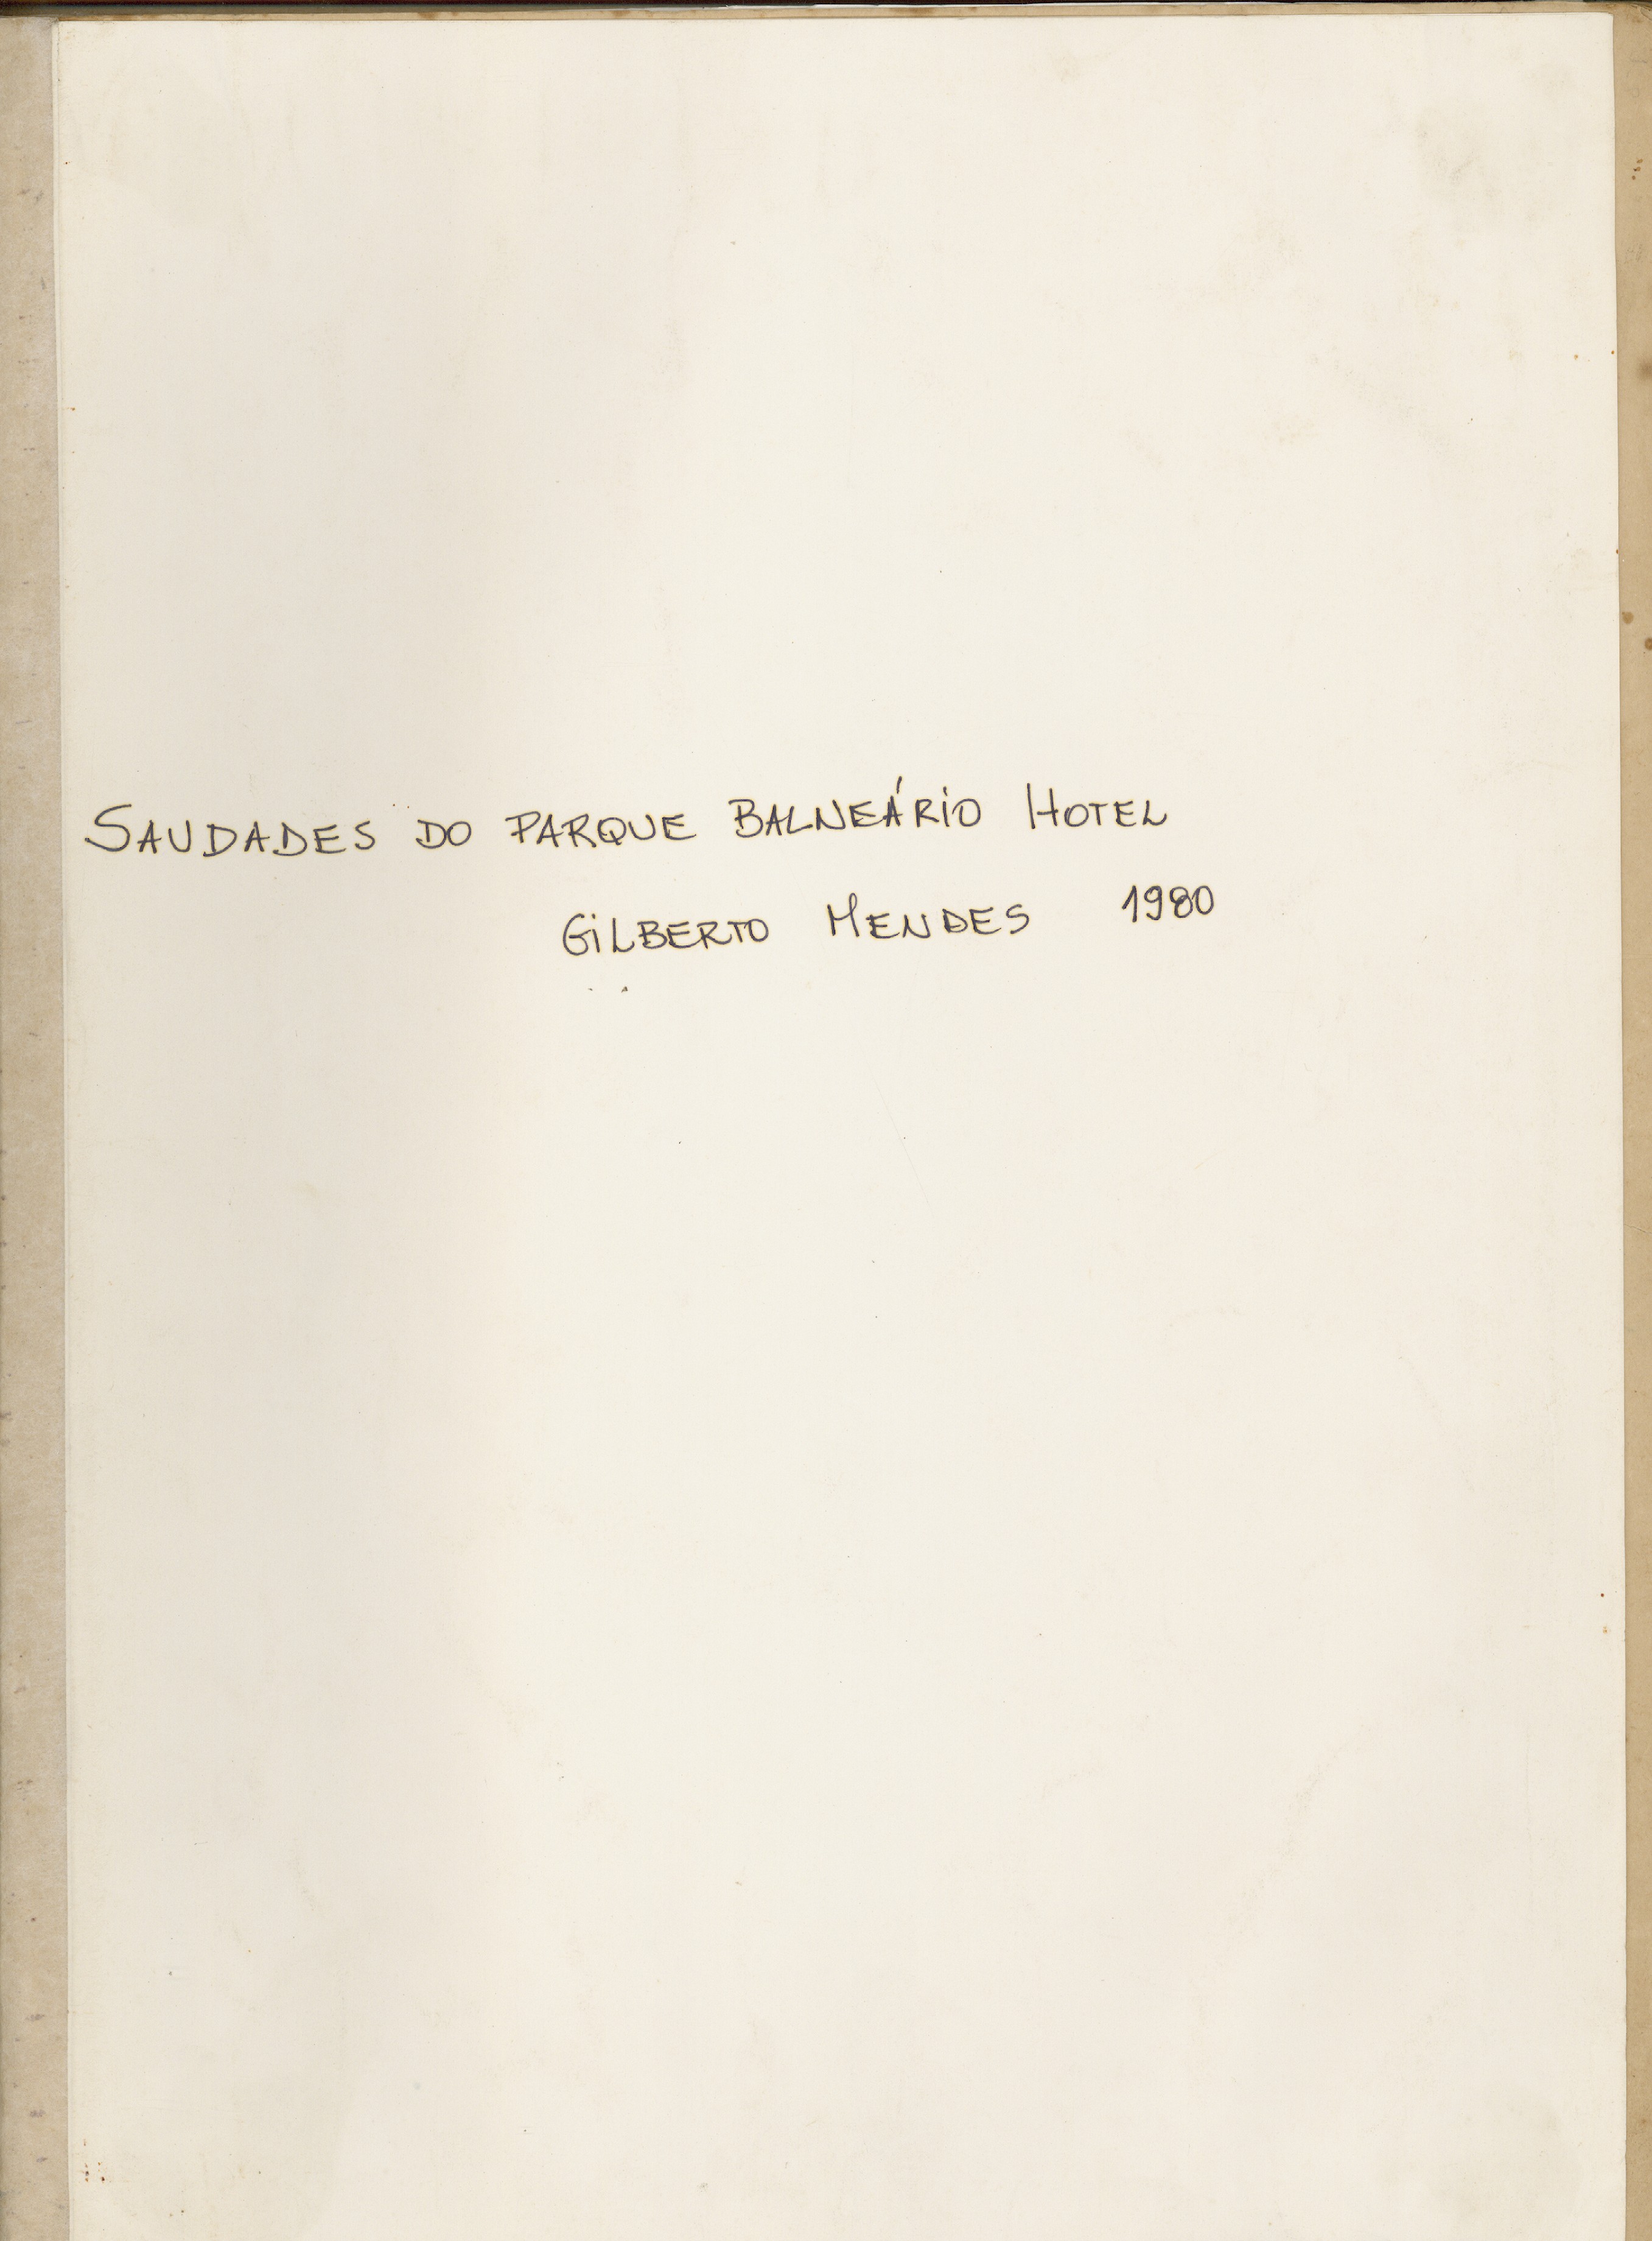 SAUDADES DO PARQUE BALNEÁRIO HOTEL
GILBERTO MENDES 1980